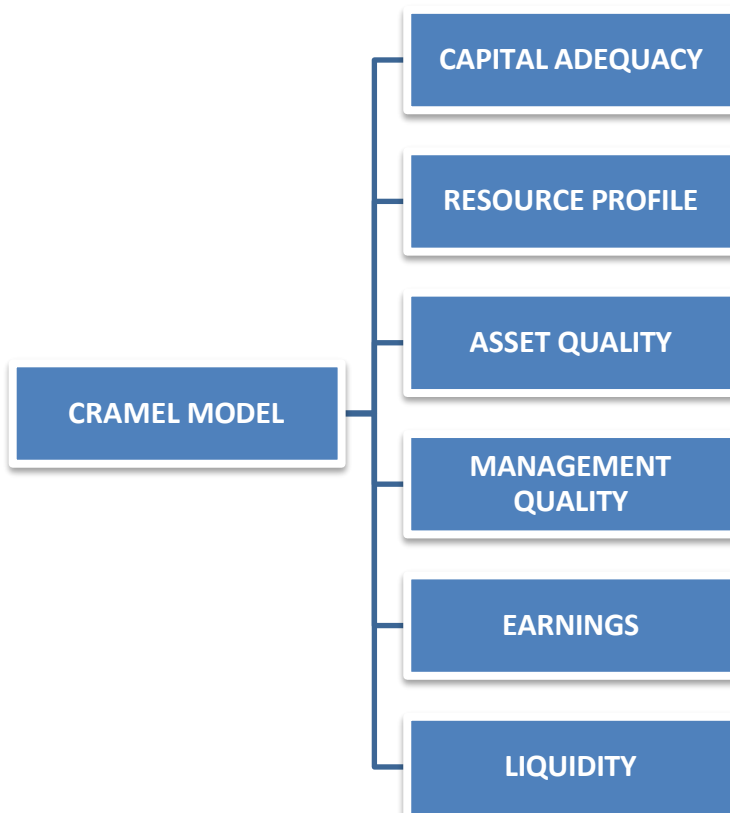 CAPITAL ADEQUACY
RESOURCE PROFILE
ASSET QUALITY
CRAMEL MODEL
MANAGEMENT
QUALITY
EARNINGS
LIQUIDITY